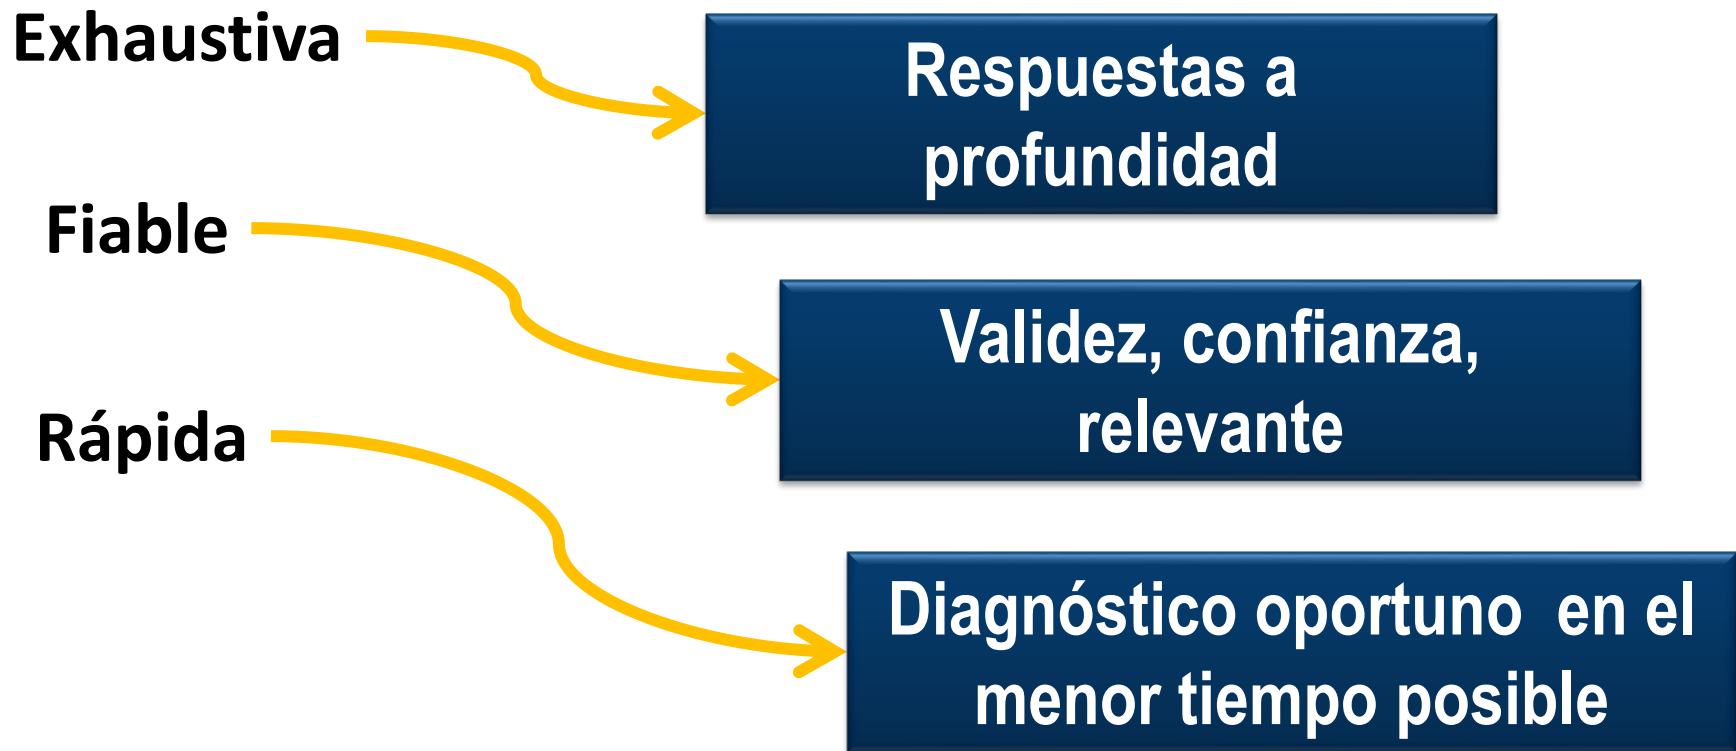 Exhaustiva
Respuestas a
profundidad
Fiable
Validez, confianza,
relevante
Rápida
Diagnóstico oportuno  en el
menor tiempo posible